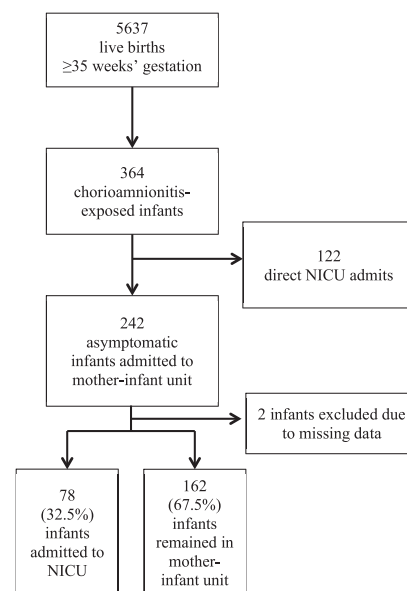 5637
live births
≥35 weeks’ gestation
364
chorioamnionitis-
exposed infants
122
direct NICU admits
242
asymptomatic
infants admitted to
mother-infant unit
2 infants excluded due
to missing data
78
(32.5%)
infants
admitted to
NICU
162
(67.5%)
infants
remained in
mother-
infant unit